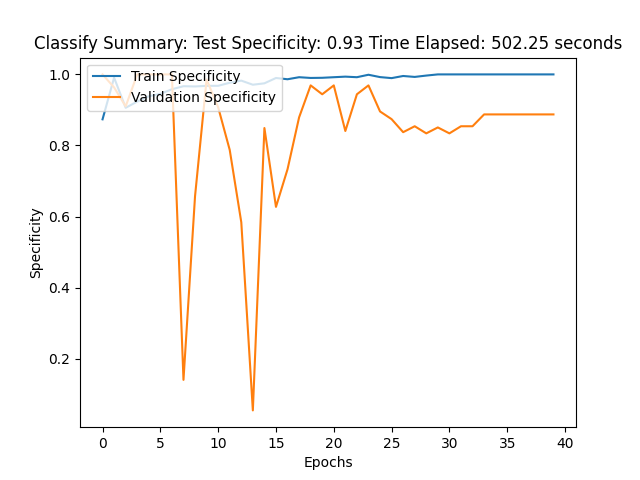 Classify Summary: Test Specificity: 0.93 Time Elapsed: 502.25 seconds
Train Specificity
Validation Specificity
1.0
0.8
0.6
0.4
0.2
Specificity
0 5 10 15 20 25 30 35 40
Epochs